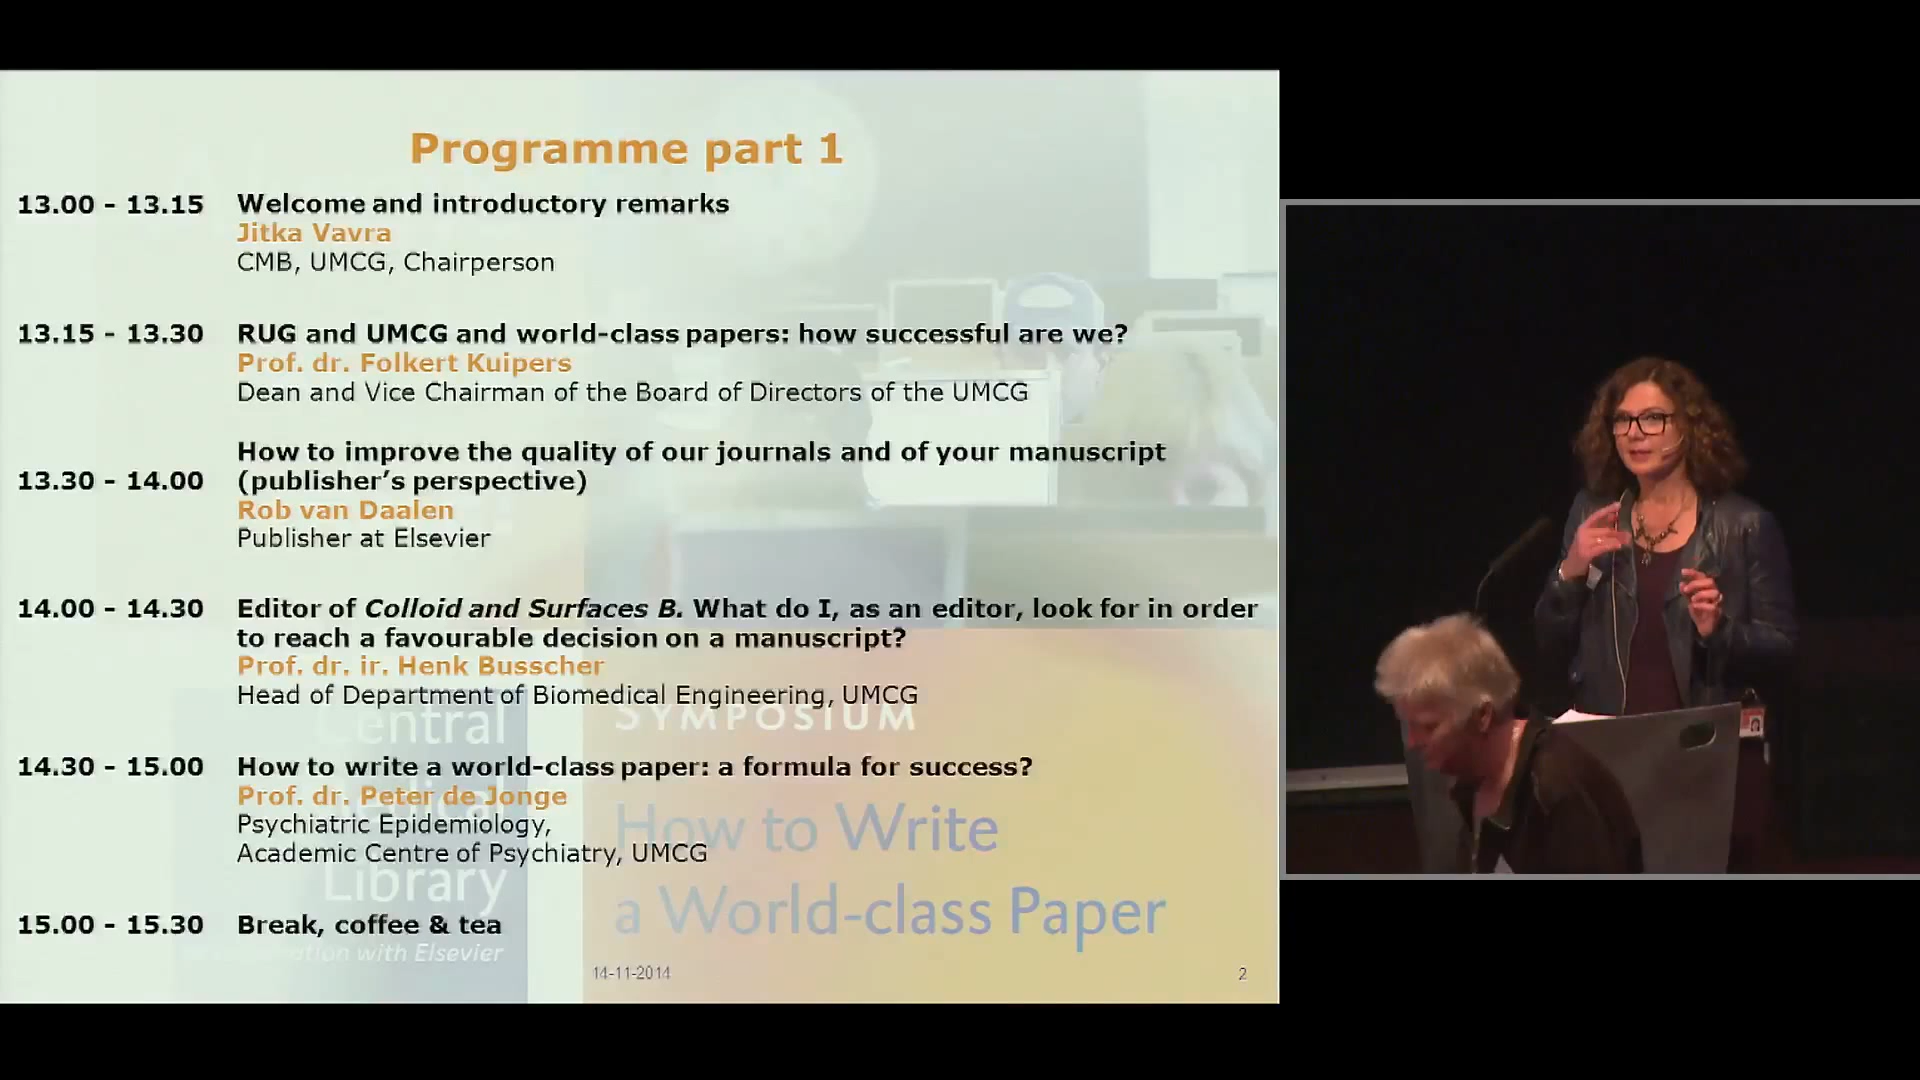 Programme part 1
13.00 - 13.15 Welcome and introductory remarks
Jitka Vavra
CMB, UMCG, Chairperson
13.15 - 13.30 RUG and UMCG and world-class papers: how successful are we?
Prof. dr. Folkert Kuipers
Dean and Vice Chairman of the Board of Directors of the UMCG
How to improve the quality of our journals and of your manuscript
13.30 - 14.00 (publisher’s perspective)
Rob van Daalen
Publisher at Elsevier
14.00 - 14.30 Editor of Colloid and Surfaces B. What do I, as an editor, look for in order
to reach a favourable decision on a manuscript?
Prof. dr. ir. Henk Busscher
Head of Department of Biomedical Engineering, UMCG
Central
SYMPOSIUM
14.30 - 15.00 How to write a world-class paper: a formula for success?
Prof. dr. Peter de Jonge
Psychiatric Epidemiology,
Academic Centre of Psychiatry, UMCG
Medical
Library
How to Write
a World-class Paper
15.00 - 15.30 Break, coffee & tea
with Elsevier
14-11-2014
2